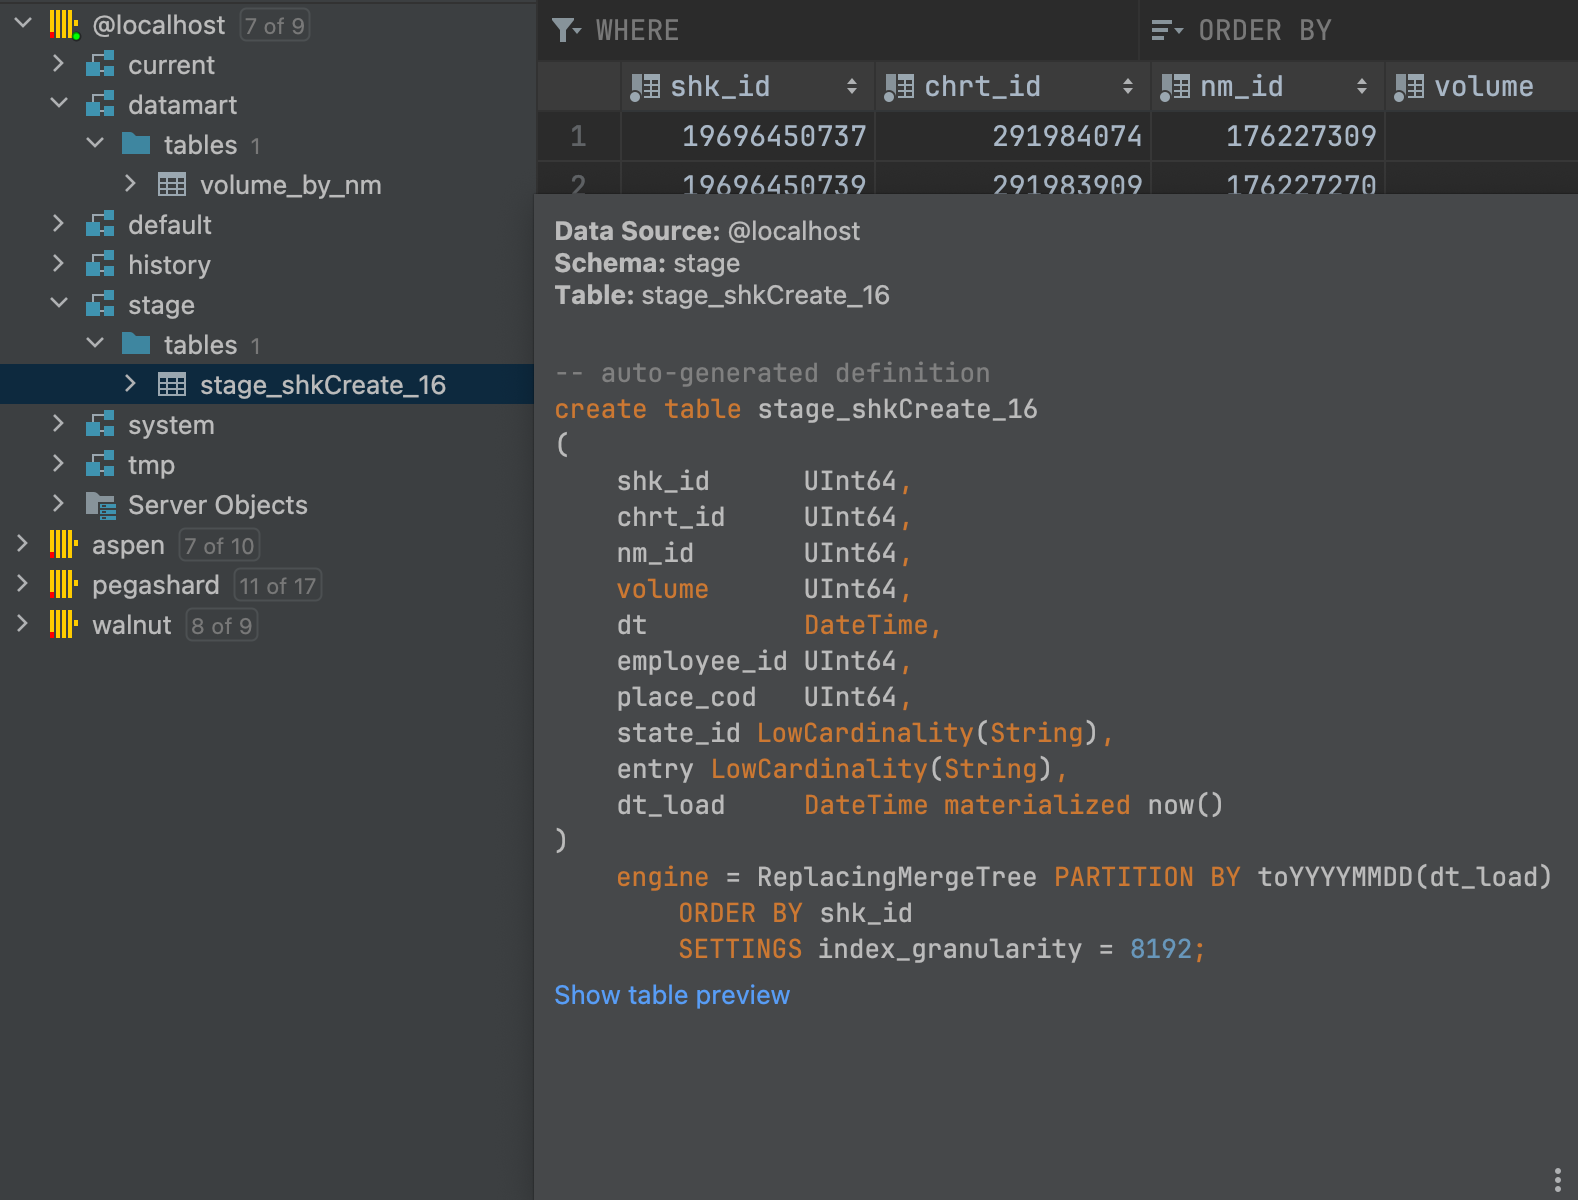 @localhost 7 of 9
current
datamart
tables 1
volume_by_nm
default
history
stage
tables 1
stage_shkCreate_16
system
tmp
Server Objects
aspen 7 of 10
pegashard 11 of 17
walnut 8 of 9
WHERE ORDER BY
shk_id chrt_id nm_id volume
1 19696450737 291984074 176227309
2 19696450739 291983909 176227270
Data Source: @localhost
Schema: stage
Table: stage_shkCreate_16
-- auto-generated definition
create table stage_shkCreate_16
(
shk_id UInt64,
chrt_id UInt64,
nm_id UInt64,
volume UInt64,
dt DateTime,
employee_id UInt64,
place_cod UInt64,
state_id LowCardinality(String),
entry LowCardinality(String),
dt_load DateTime materialized now()
)
engine = ReplacingMergeTree PARTITION BY toYYYYMMDD(dt_load)
ORDER BY shk_id
SETTINGS index_granularity = 8192;
Show table preview